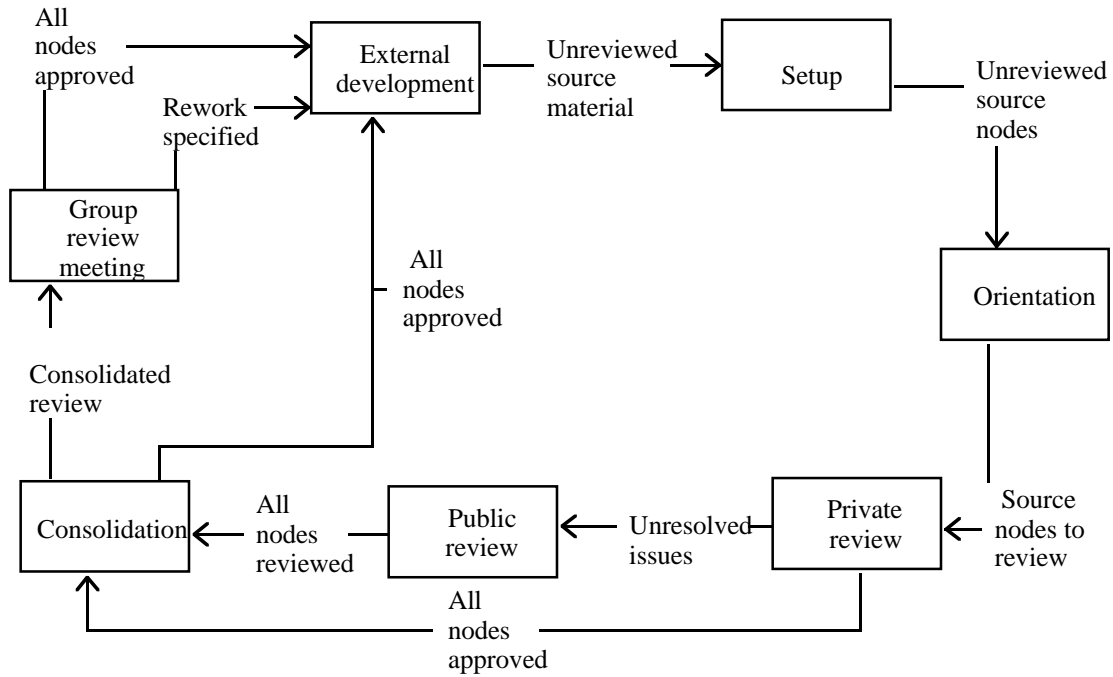 All
nodes
approved
External
development
Unreviewed
source
material
Setup
Unreviewed
source
nodes
Rework
specified
Group
review
meeting
All
nodes
approved
Orientation
Consolidated
review
Consolidation
All
nodes
reviewed
Public
review
Unresolved
issues
Private
review
Source
nodes to
review
All
nodes
approved